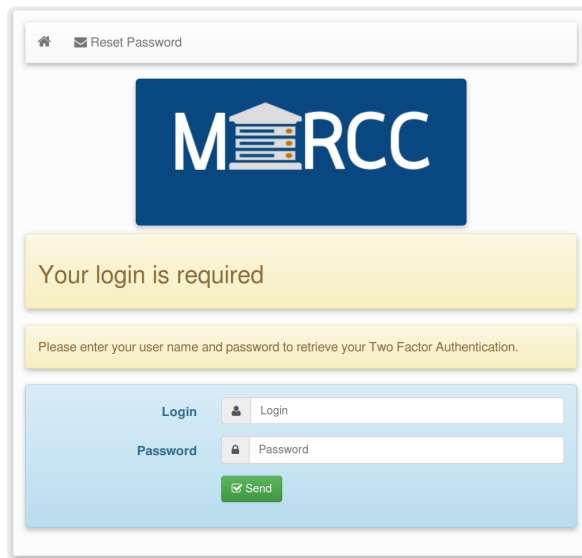 Reset Password
MARCC
Your login is required
Please enter your user name and password to retrieve your Two Factor Authentication.
Login
Login
Password
Password
Send